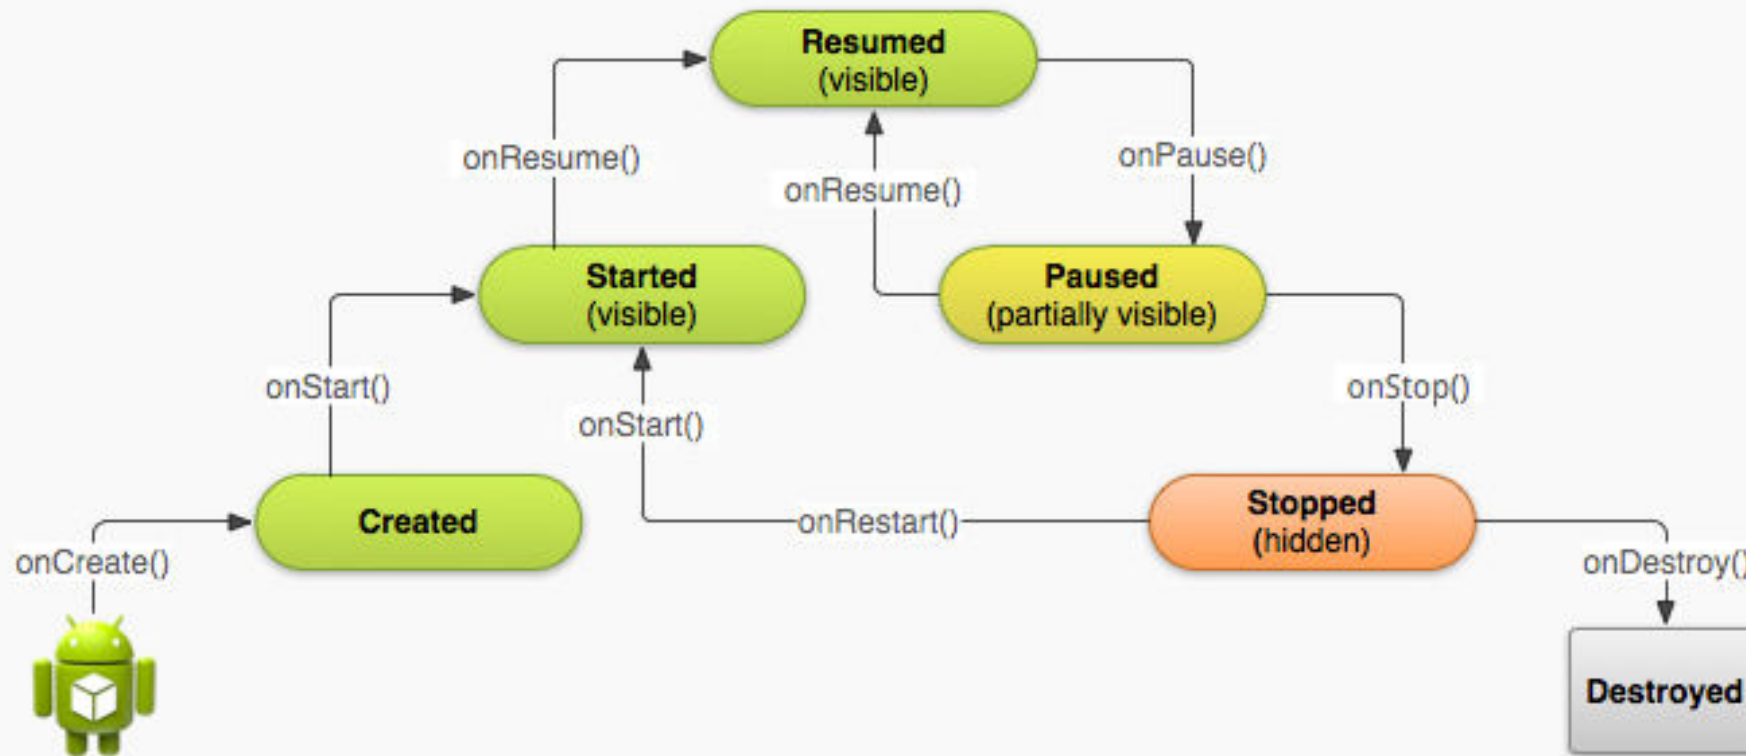 Resumed
(visible)
onResume()
onPause()
onResume()
Started
(visible)
Paused
(partially visible)
onStart()
onStop()
onStart()
Created
onRestart()
Stopped
(hidden)
onCreate()
onDestroy()
Destroyed